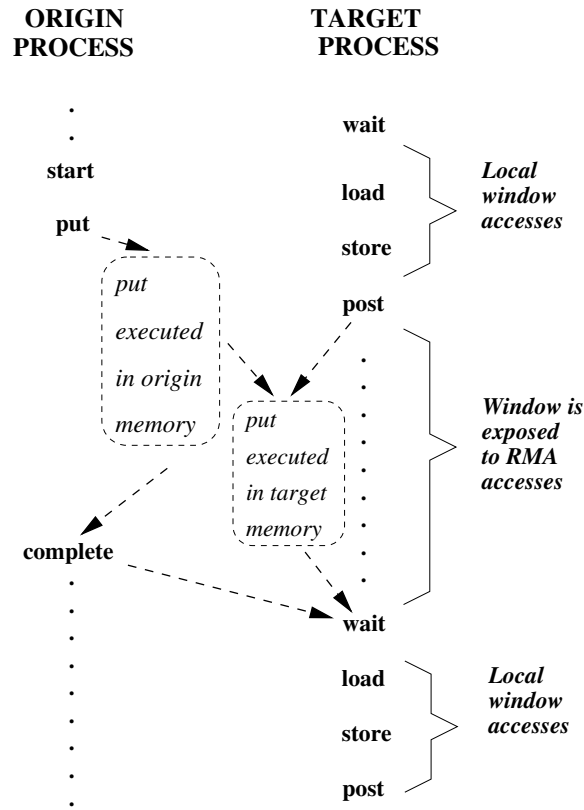 ORIGIN
PROCESS
TARGET
PROCESS
wait
start
load
Local
window
accesses
put
store
put
executed
in origin
memory
post
put
executed
in target
memory
Window is
exposed
to RMA
accesses
complete
wait
load
store
post
Local
window
accesses